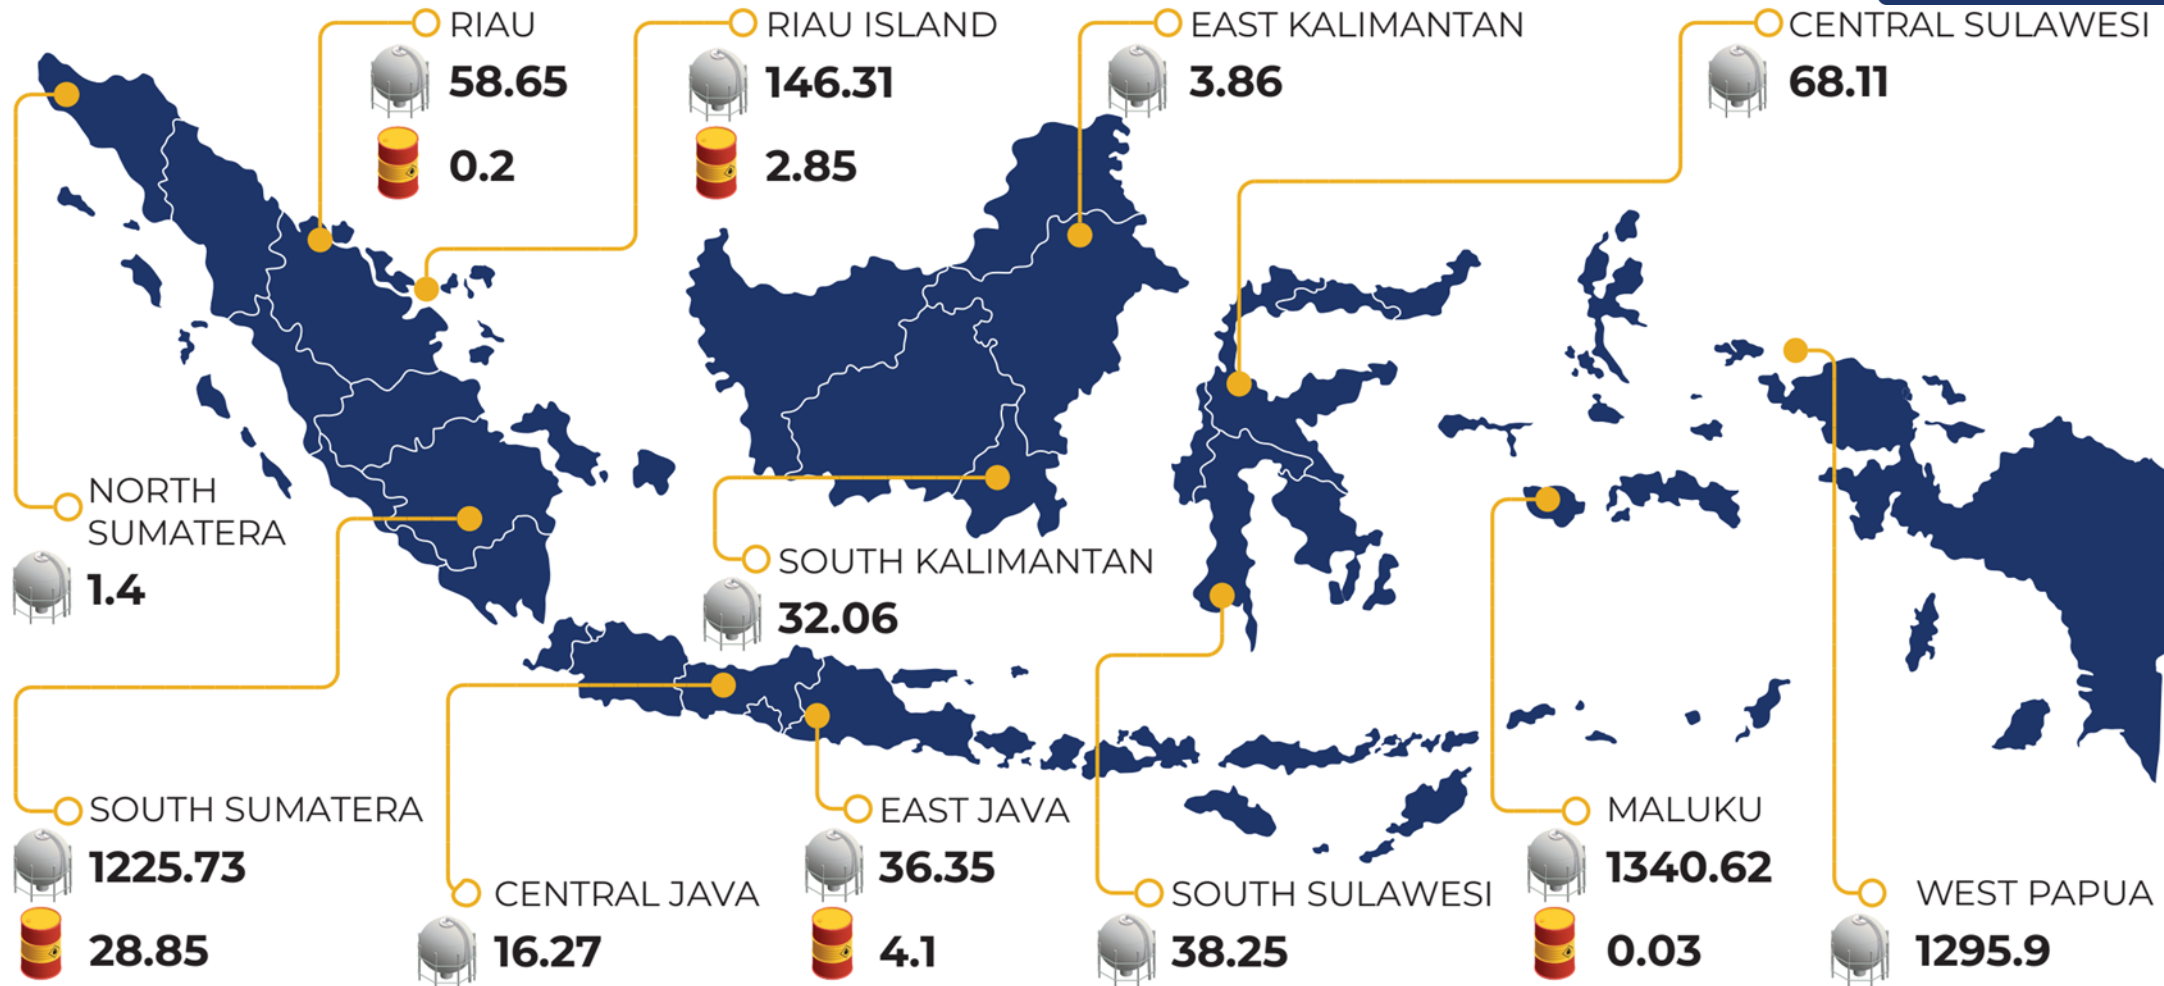 RIAU
58.65
0.2
RIAU ISLAND
146.31
2.85
EAST KALIMANTAN
3.86
CENTRAL SULAWESI
68.11
NORTH
SUMATERA
1.4
SOUTH KALIMANTAN
32.06
SOUTH SUMATERA
1225.73
28.85
CENTRAL JAVA
16.27
EAST JAVA
36.35
4.1
SOUTH SULAWESI
38.25
MALUKU
1340.62
0.03
WEST PAPUA
1295.9